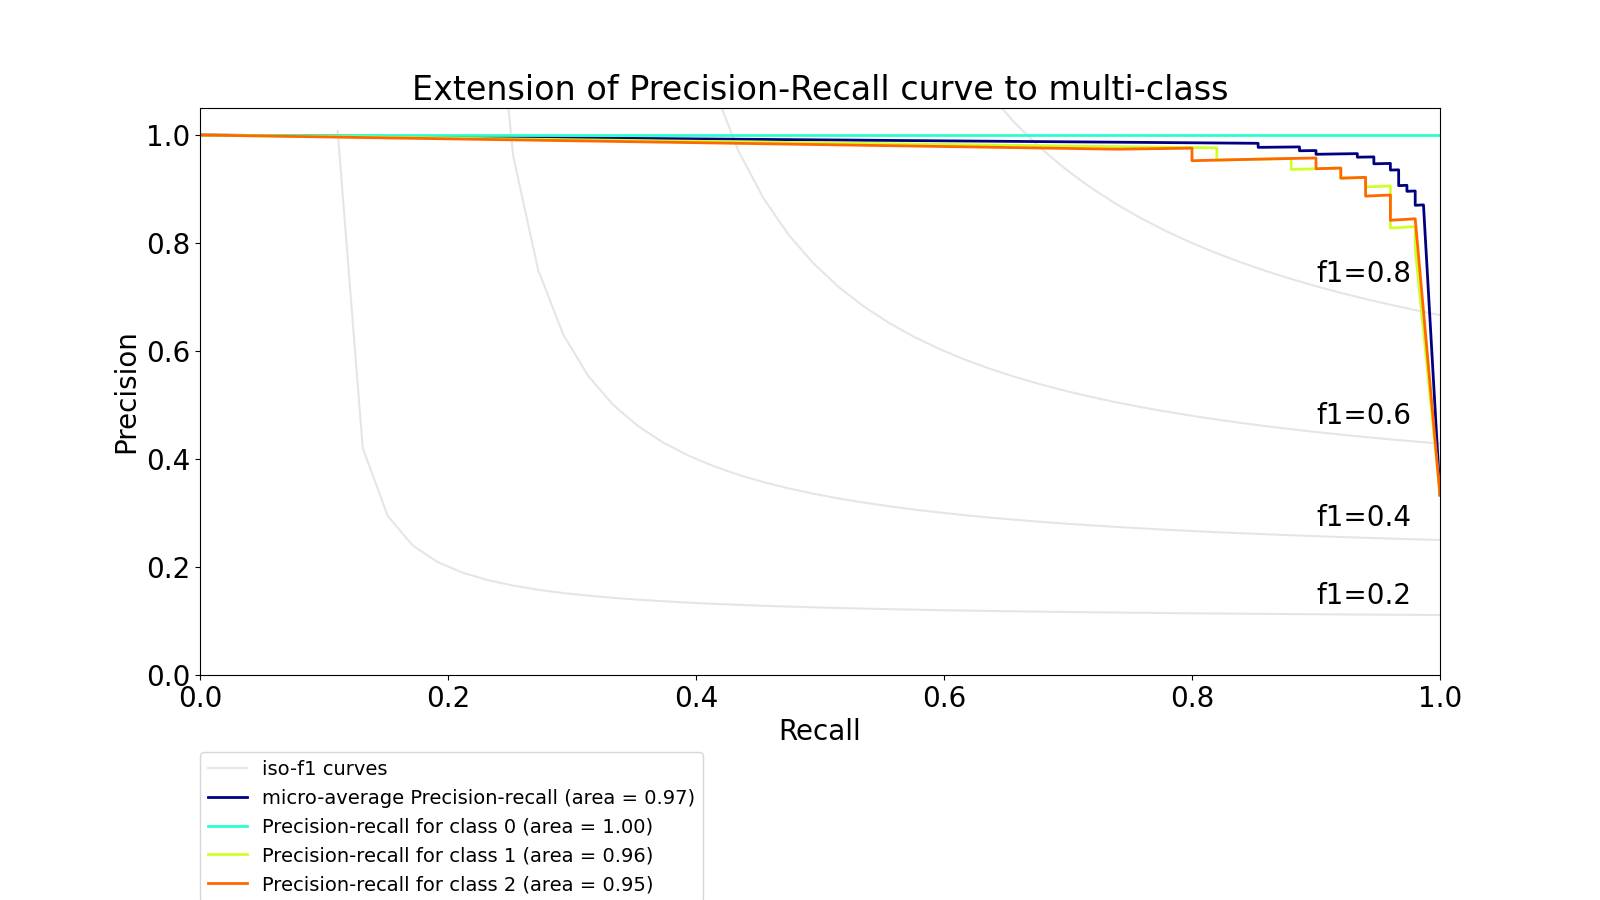 Extension of Precision-Recall curve to multi-class
1.0
0.8
0.6
0.4
0.2
0.0
Precision
f1=0.8
f1=0.6
f1=0.4
f1=0.2
0.0 0.2 0.4 0.6 0.8 1.0
Recall
iso-f1 curves
micro-average Precision-recall (area = 0.97)
Precision-recall for class 0 (area = 1.00)
Precision-recall for class 1 (area = 0.96)
Precision-recall for class 2 (area = 0.95)